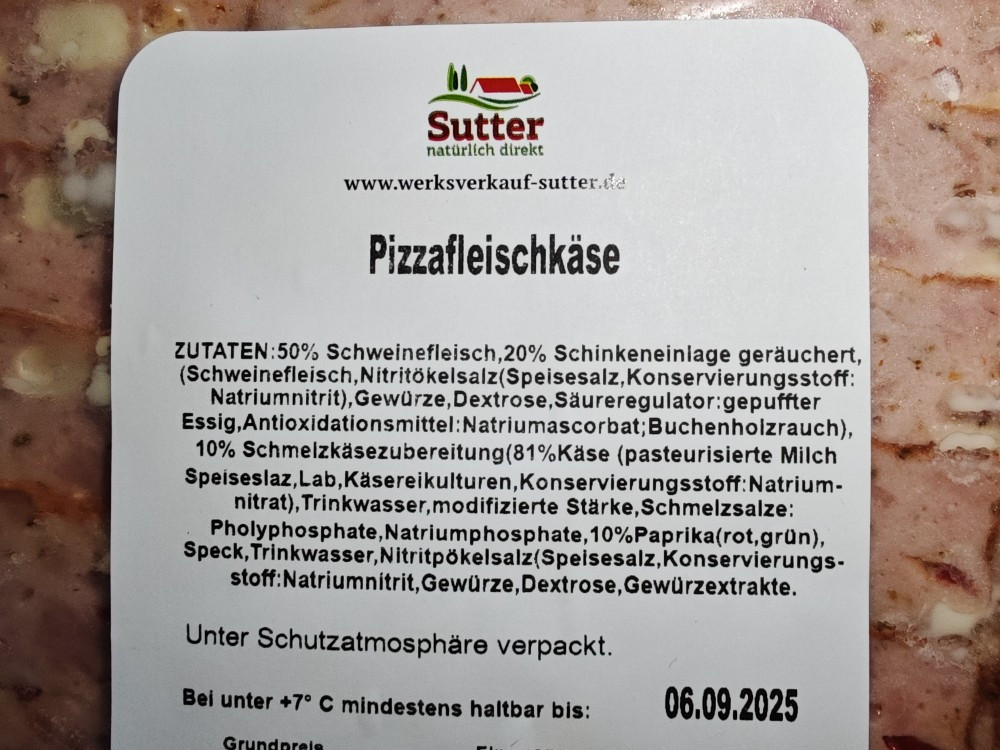 Sutter
natürlich direkt
www.werksverkauf-sutter.de
Pizzafleischkäse
ZUTATEN:50% Schweinefleisch,20% Schinkeneinlage geräuchert,
(Schweinefleisch,Nitritökelsalz(Speisesalz,Konservierungsstoff:
Natriumnitrit),Gewürze,Dextrose,Säureregulator:gepuffter
Essig,Antioxidationsmittel:Natriumascorbat;Buchenholzrauch),
10% Schmelzkäsezubereitung(81%Käse (pasteurisierte Milch
Speiseslaz,Lab,Käsereikulturen,Konservierungsstoff:Natrium-
nitrat),Trinkwasser,modifizierte Stärke,Schmelzsalze:
Pholyphosphate,Natriumphosphate,10%Paprika(rot,grün),
Speck,Trinkwasser,Nitritpökelsalz(Speisesalz,Konservierungs-
stoff:Natriumnitrit,Gewürze,Dextrose,Gewürzextrakte.
Unter Schutzatmosphäre verpackt.
Bei unter +7° C mindestens haltbar bis: 06.09.2025
Grundpreis